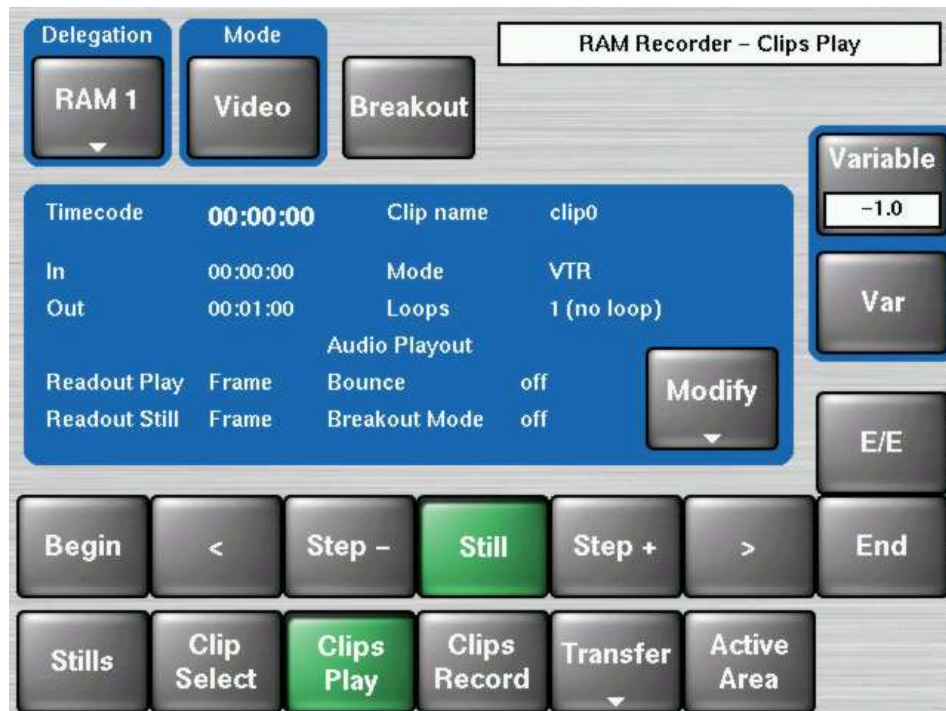 Delegation
Mode
RAM Recorder – Clips Play
RAM 1
Video
Breakout
Variable
–1.0
Var
Timecode 00:00:00 Clip name clip0
In 00:00:00 Mode VTR
Out 00:01:00 Loops 1 (no loop)
Audio Playout
Readout Play Frame Bounce off
Readout Still Frame Breakout Mode off
Modify
E/E
Begin < Step – Still Step + > End
Stills
Clip
Select
Clips
Play
Clips
Record
Transfer
Active
Area